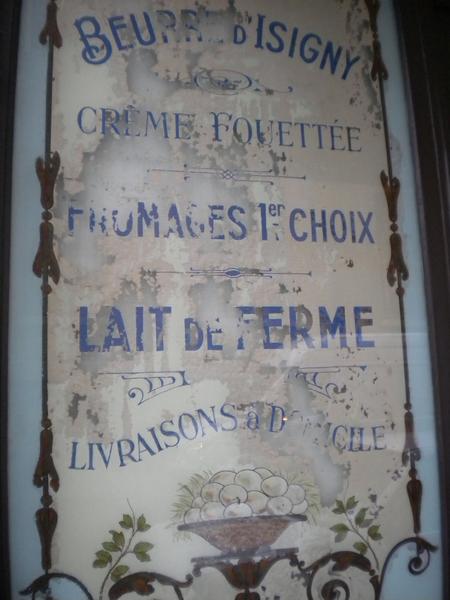 BEURRE D'ISIGNY
CRÈME FOUETTÉE
FROMAGES 1er CHOIX
LAIT DE FERME
LIVRAISONS à DOMICILE